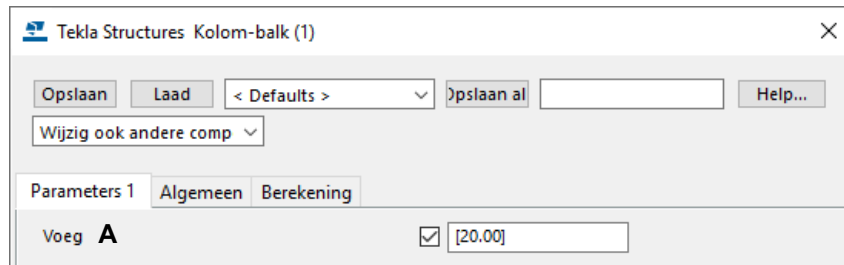 Tekla Structures Kolom-balk (1)
Opslaan Laad < Defaults > Opslaan al Help...
Wijzig ook andere comp
Parameters 1 Algemeen Berekening
Voeg A [20.00]